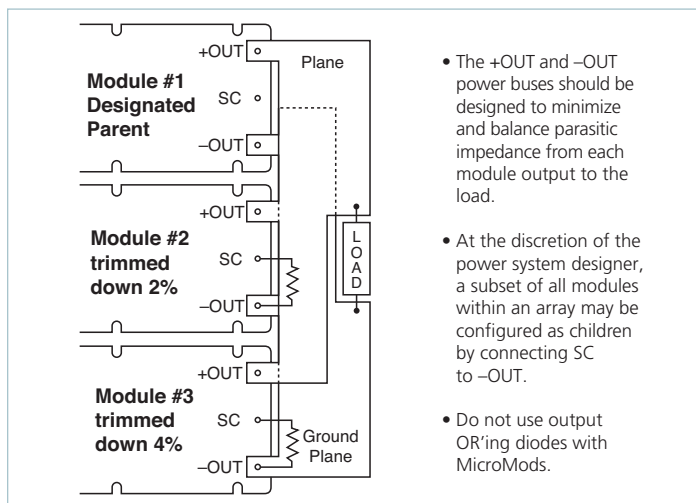 +OUT
Plane
Module #1
Designated
Parent
SC
–OUT
+OUT
Module #2
trimmed
down 2%
SC
–OUT
LOAD
+OUT
Module #3
trimmed
down 4%
SC
Ground
Plane
–OUT
• The +OUT and –OUT
power buses should be
designed to minimize
and balance parasitic
impedance from each
module output to the
load.
• At the discretion of the
power system designer,
a subset of all modules
within an array may be
configured as children
by connecting SC
to –OUT.
• Do not use output
OR'ing diodes with
MicroMods.